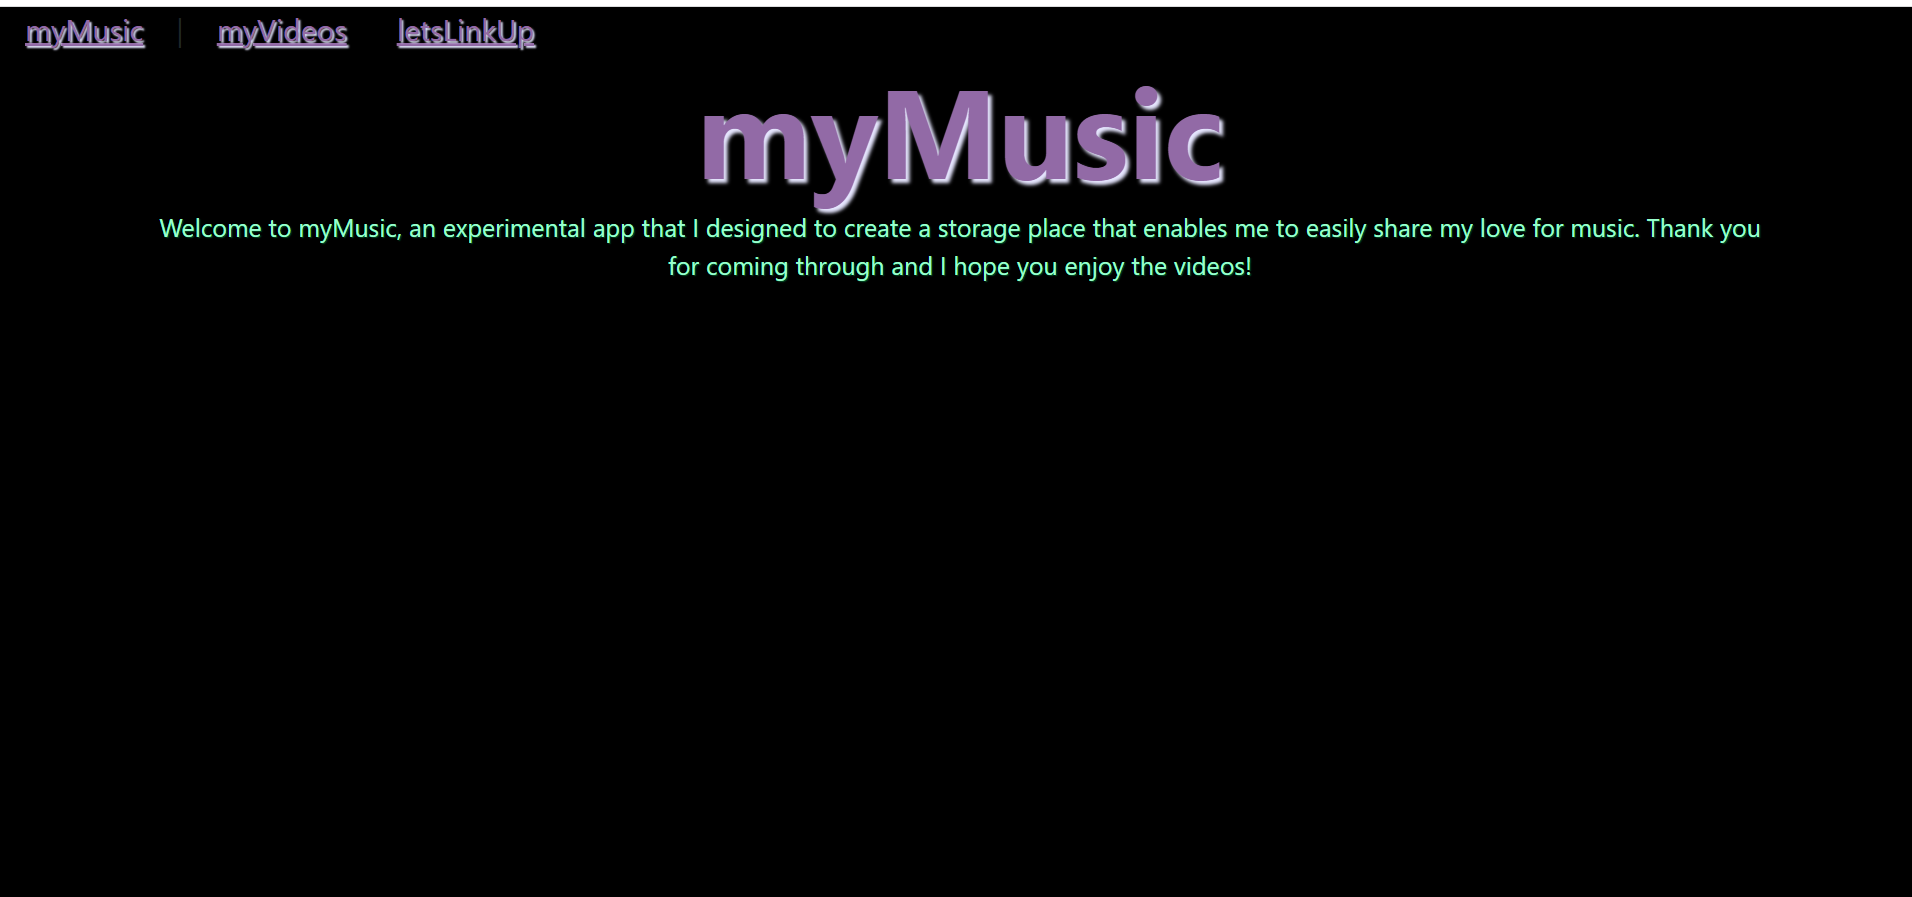 myMusic | myVideos letsLinkUp
myMusic
Welcome to myMusic, an experimental app that I designed to create a storage place that enables me to easily share my love for music. Thank you
for coming through and I hope you enjoy the videos!